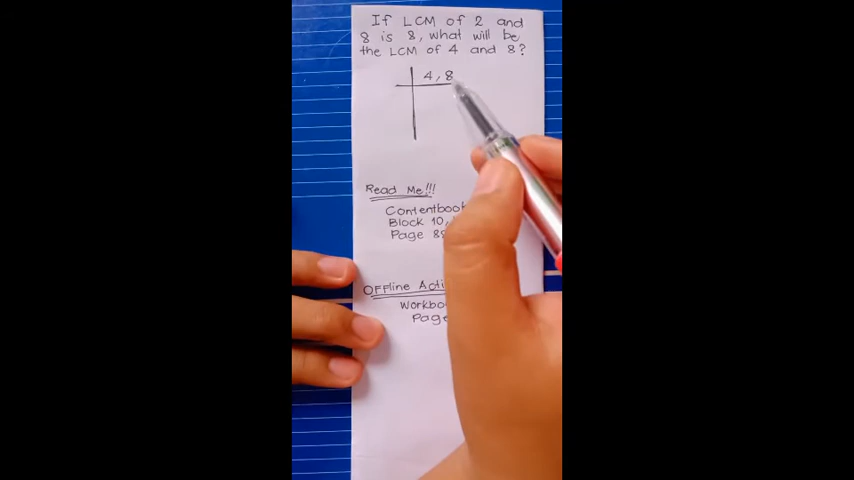 If LCM of 2 and
8 is 8, what will be
the LCM of 4 and 8?
4, 8
Read Me!!!
Contentbook
Block 10,
Page
Offline
Page